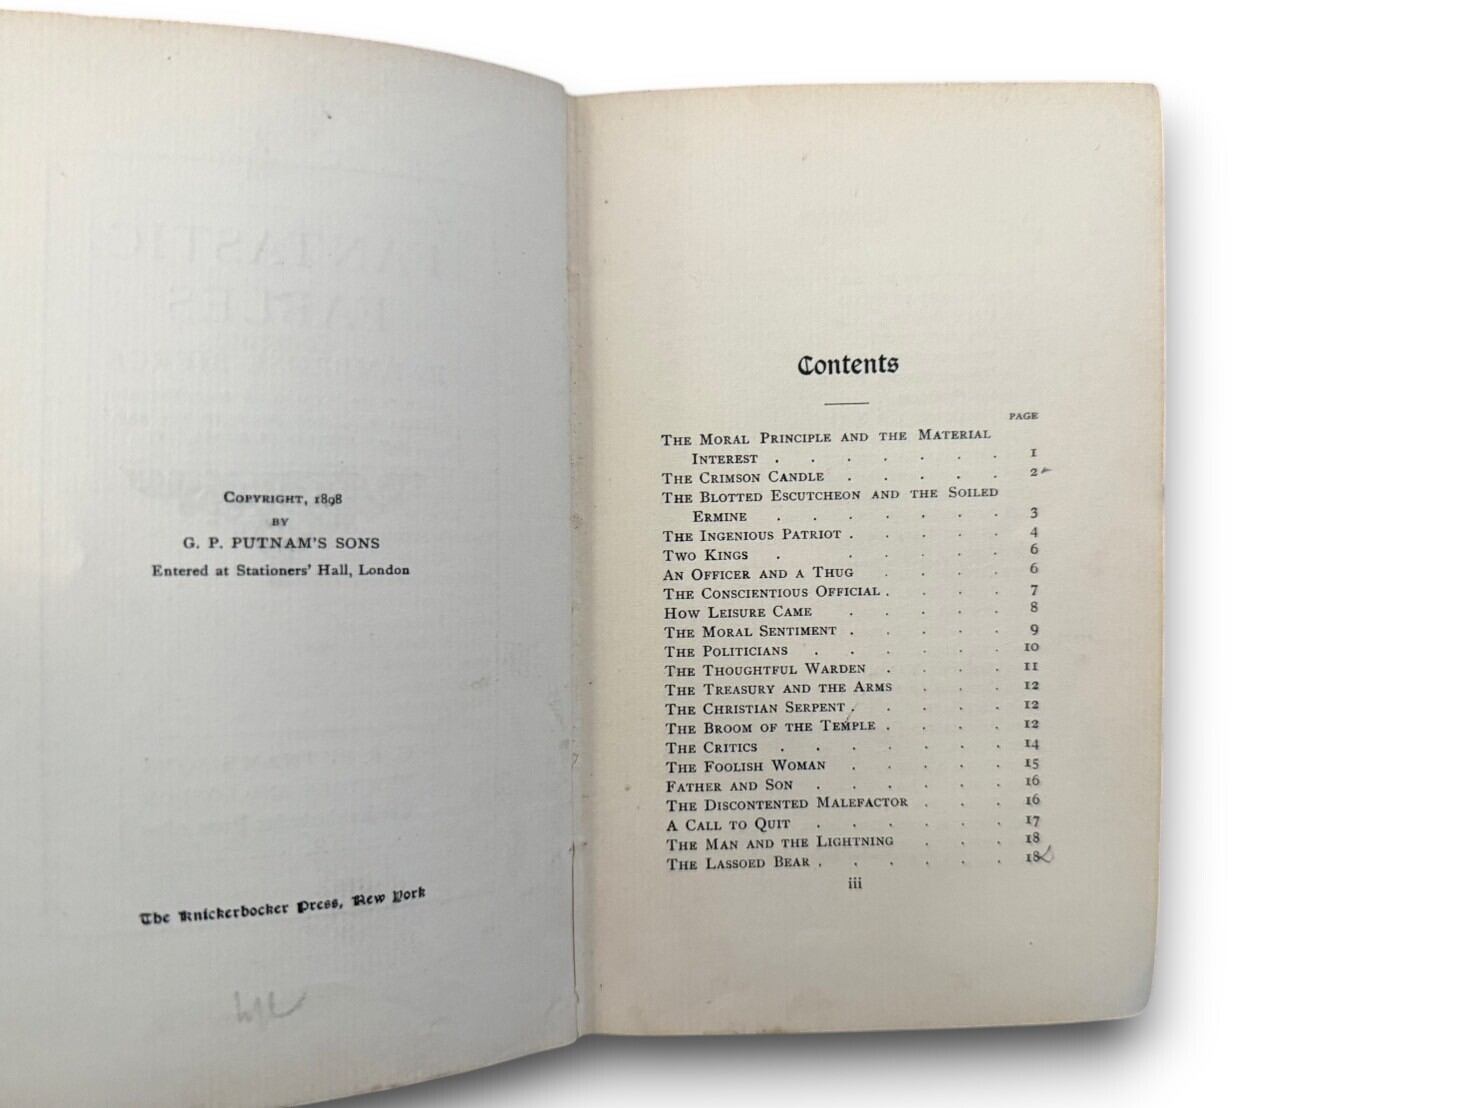 COPYRIGHT, 1898
BY
G. P. PUTNAM'S SONS
Entered at Stationers' Hall, London
The Knickerbocker Press, New York
Contents
PAGE
THE MORAL PRINCIPLE AND THE MATERIAL
INTEREST . . . . . . . 1
THE CRIMSON CANDLE . . . . . 2
THE BLOTTED ESCUTCHEON AND THE SOILED
ERMINE . . . . . . . 3
THE INGENIOUS PATRIOT . . . . . 4
TWO KINGS . . . . . . 6
AN OFFICER AND A THUG . . . . 6
THE CONSCIENTIOUS OFFICIAL . . . . 7
HOW LEISURE CAME . . . . . 8
THE MORAL SENTIMENT . . . . . 9
THE POLITICIANS . . . . . . 10
THE THOUGHTFUL WARDEN . . . . 11
THE TREASURY AND THE ARMS . . . 12
THE CHRISTIAN SERPENT . . . . . 12
THE BROOM OF THE TEMPLE . . . . 12
THE CRITICS . . . . . . . 14
THE FOOLISH WOMAN . . . . . 15
FATHER AND SON . . . . . . 16
THE DISCONTENTED MALEFACTOR . . . 16
A CALL TO QUIT . . . . . . 17
THE MAN AND THE LIGHTNING . . . 18
THE LASSOED BEAR . . . . . . 18
iii